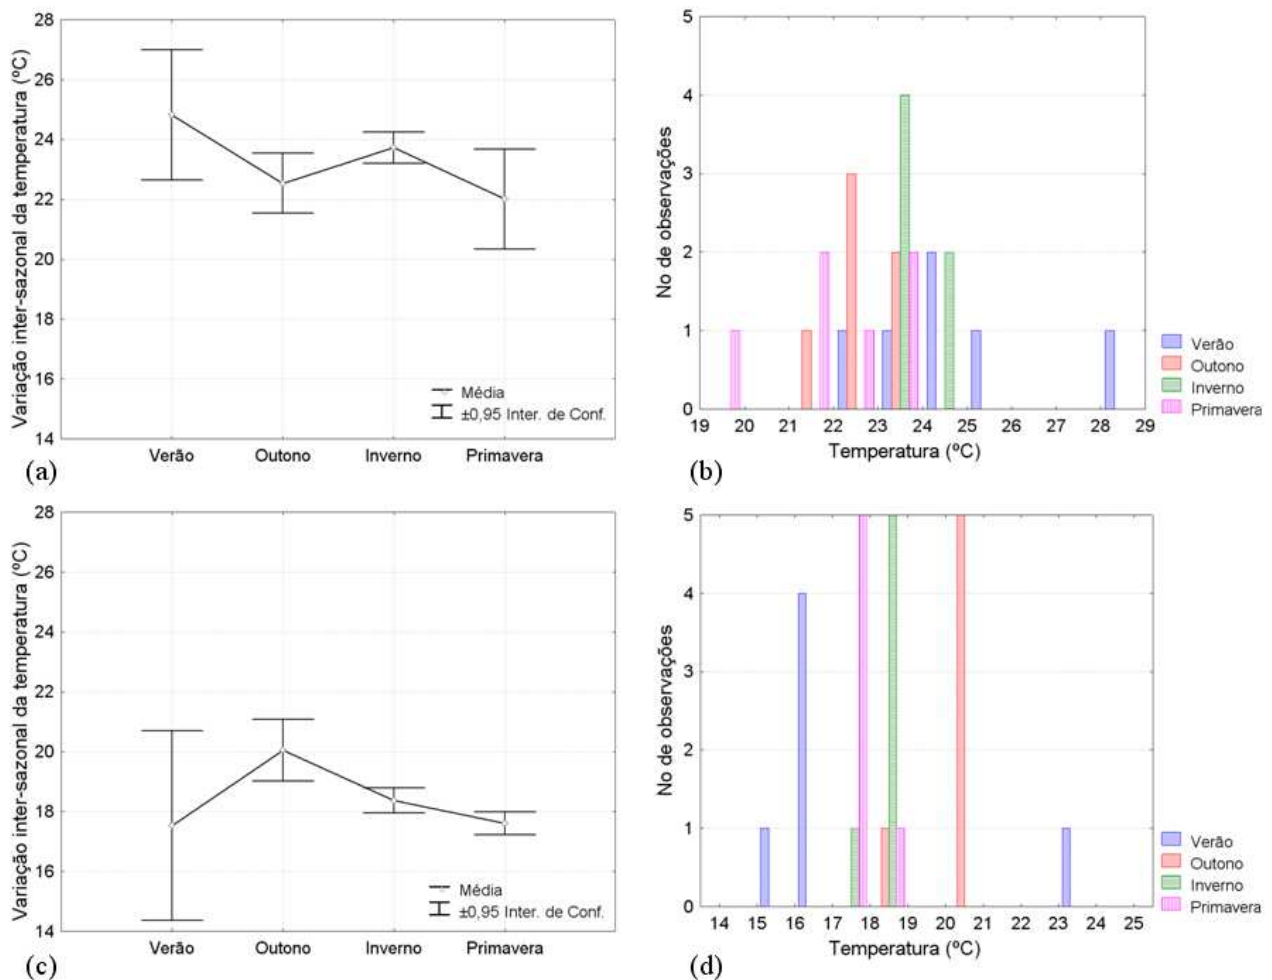 Variação inter-sazonal da temperatura (ºC)
28
26
24
22
20
18
16
14
Média
±0,95 Inter. de Conf.
Verão Outono Inverno Primavera
(a)
No de observações
5
4
3
2
1
0
19 20 21 22 23 24 25 26 27 28 29
Temperatura (ºC)
Verão
Outono
Inverno
Primavera
(b)
Variação inter-sazonal da temperatura (ºC)
28
26
24
22
20
18
16
14
Média
±0,95 Inter. de Conf.
Verão Outono Inverno Primavera
(c)
No de observações
5
4
3
2
1
0
14 15 16 17 18 19 20 21 22 23 24 25
Temperatura (ºC)
Verão
Outono
Inverno
Primavera
(d)